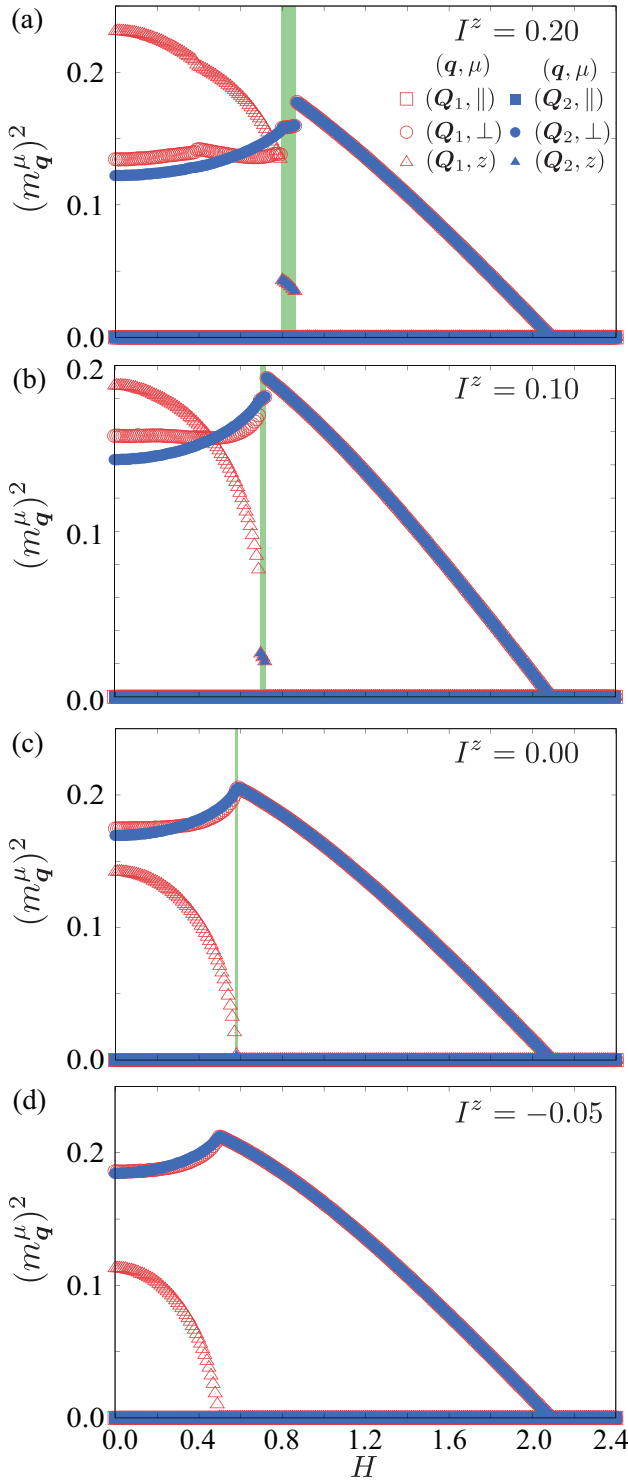 (a)
I^z = 0.20
(q, μ) (q, μ)
(Q_1, ∥) (Q_2, ∥)
(Q_1, ⊥) (Q_2, ⊥)
(Q_1, z) (Q_2, z)
0.2
0.1
0.0
(m_q^μ)^2
(b)
I^z = 0.10
0.2
0.1
0.0
(m_q^μ)^2
(c)
I^z = 0.00
0.2
0.1
0.0
(m_q^μ)^2
(d)
I^z = −0.05
0.2
0.1
0.0
(m_q^μ)^2
0.0 0.4 0.8 1.2 1.6 2.0 2.4
H